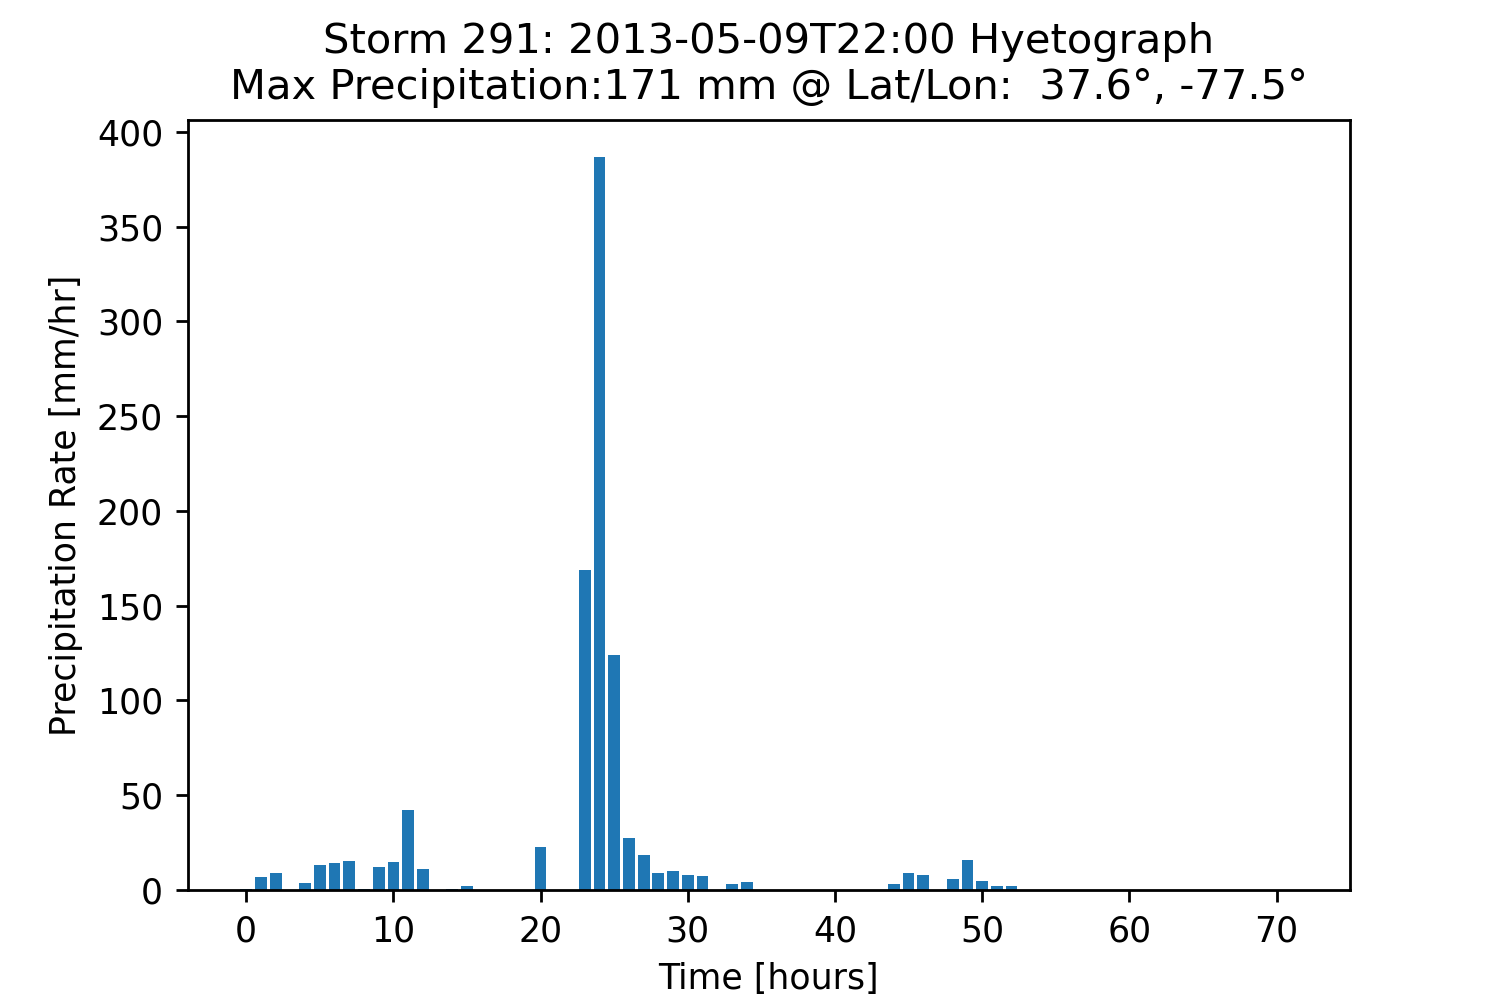 Storm 291: 2013-05-09T22:00 Hyetograph
Max Precipitation:171 mm @ Lat/Lon:  37.6°, -77.5°
400
350
300
250
200
150
100
50
0
Precipitation Rate [mm/hr]
0 10 20 30 40 50 60 70
Time [hours]